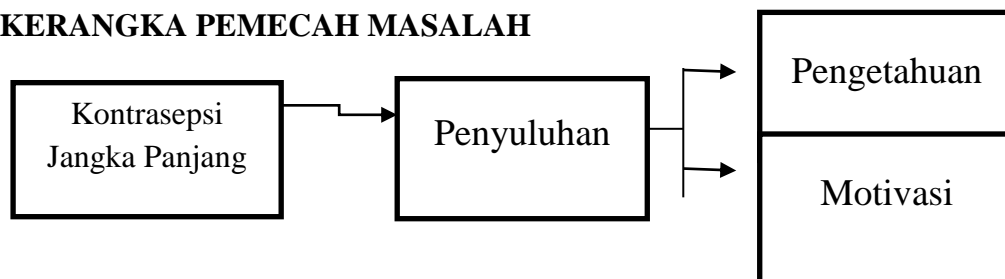 KERANGKA PEMECAH MASALAH
Kontrasepsi
Jangka Panjang
Penyuluhan
Pengetahuan
Motivasi